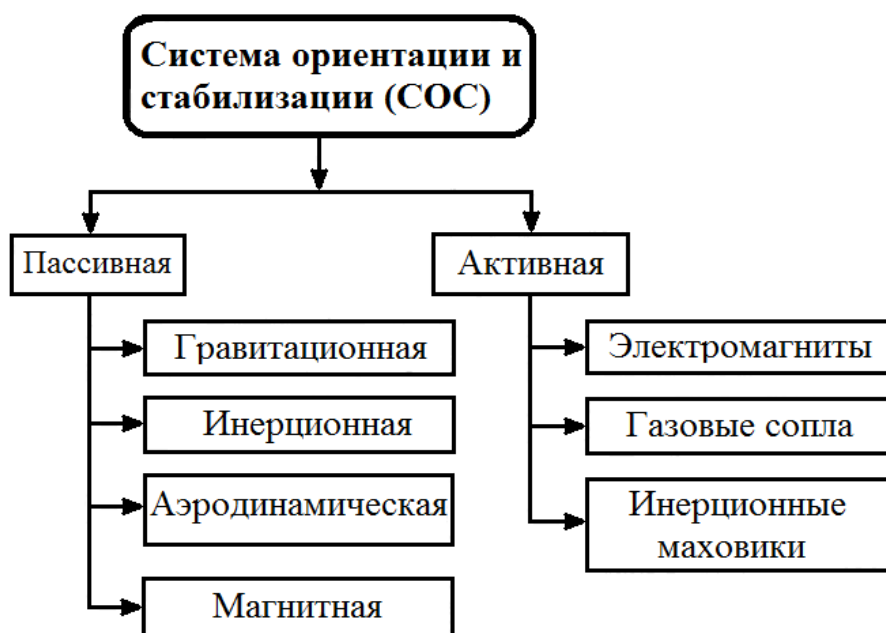 Система ориентации и
стабилизации (СОС)
Пассивная
Гравитационная
Инерционная
Аэродинамическая
Магнитная
Активная
Электромагниты
Газовые сопла
Инерционные
маховики